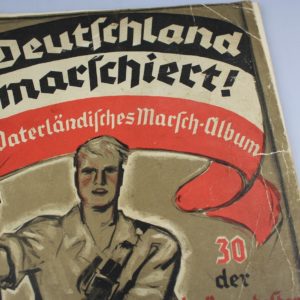 Deutschland
marschiert!
Vaterländisches Marsch-Album
30
der